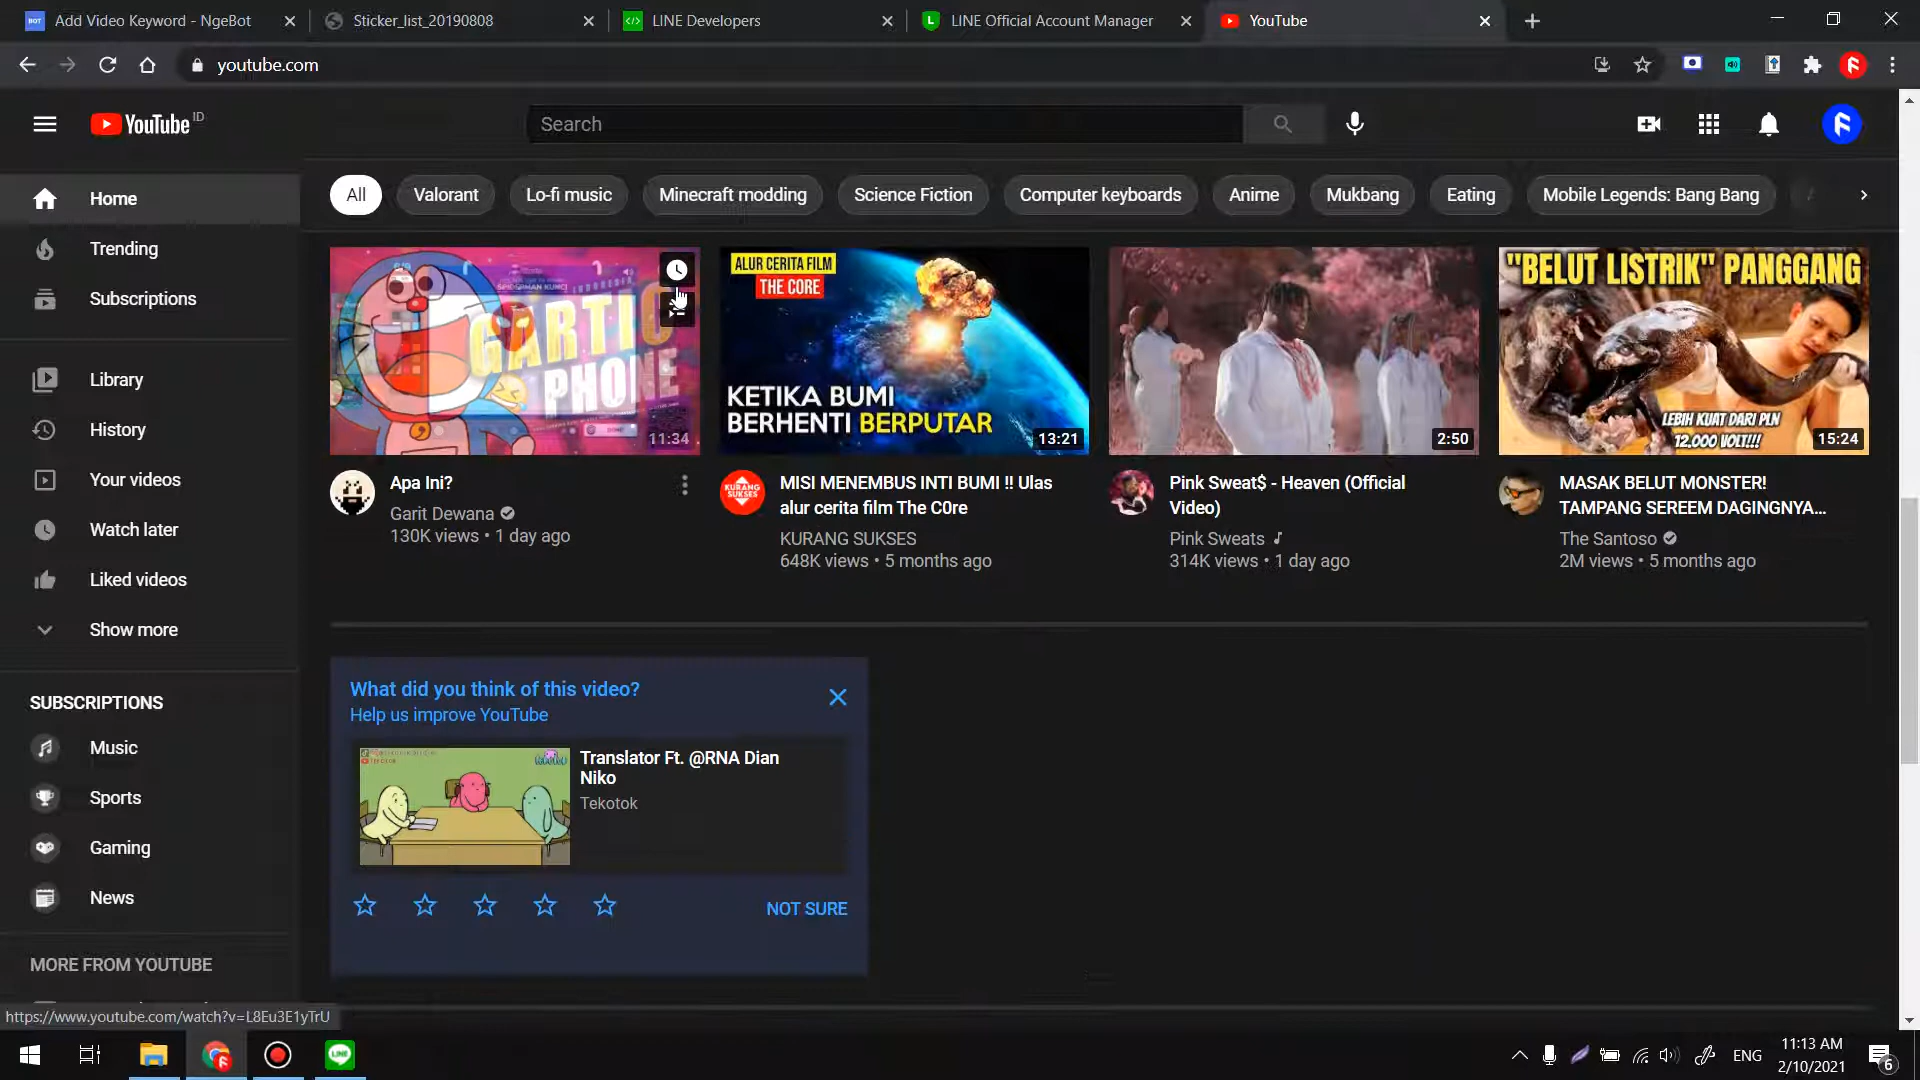 Add Video Keyword - NgeBot
Sticker_list_20190808
LINE Developers
LINE Official Account Manager
YouTube
youtube.com
YouTube ID
Search
Home
Trending
Subscriptions
Library
History
Your videos
Watch later
Liked videos
Show more
SUBSCRIPTIONS
Music
Sports
Gaming
News
MORE FROM YOUTUBE
All
Valorant
Lo-fi music
Minecraft modding
Science Fiction
Computer keyboards
Anime
Mukbang
Eating
Mobile Legends: Bang Bang
GARTIC
PHONE
11:34
Apa Ini?
Garit Dewana
130K views • 1 day ago
ALUR CERITA FILM
THE CORE
KETIKA BUMI
BERHENTI BERPUTAR
13:21
KURANG
SUKSES
MISI MENEMBUS INTI BUMI !! Ulas
alur cerita film The C0re
KURANG SUKSES
648K views • 5 months ago
2:50
Pink Sweat$ - Heaven (Official
Video)
Pink Sweats
314K views • 1 day ago
"BELUT LISTRIK" PANGGANG
LEBIH KUAT DARI PLN
12.000 VOLT!!!
15:24
MASAK BELUT MONSTER!
TAMPANG SEREEM DAGINGNYA...
The Santoso
2M views • 5 months ago
What did you think of this video?
Help us improve YouTube
Translator Ft. @RNA Dian
Niko
Tekotok
NOT SURE
https://www.youtube.com/watch?v=L8Eu3E1yTrU
ENG
11:13 AM
2/10/2021
6